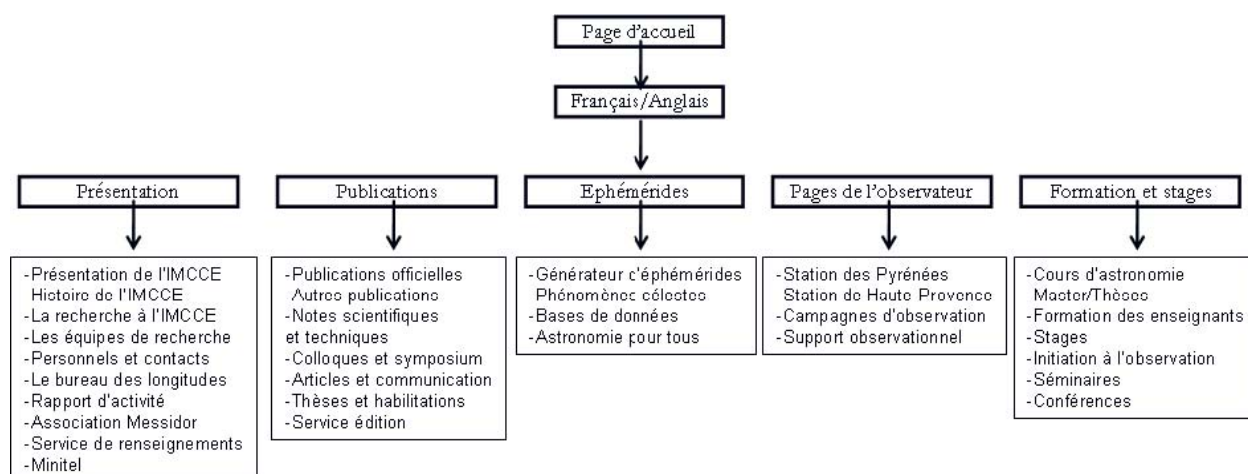 Page d'accueil
Français/Anglais
Présentation
Publications
Ephémérides
Pages de l'observateur
Formation et stages
-Présentation de l'IMCCE
Histoire de l'IMCCE
-La recherche à l'IMCCE
-Les équipes de recherche
-Personnels et contacts
-Le bureau des longitudes
-Rapport d'activité
-Association Messidor
-Service de renseignements
-Minitel
-Publications officielles
Autres publications
-Notes scientifiques
et techniques
-Colloques et symposium
-Articles et communication
-Thèses et habilitations
-Service édition
-Générateur d'éphémérides
Phénomènes célestes
-Bases de données
-Astronomie pour tous
-Station des Pyrénées
Station de Haute Provence
-Campagnes d'observation
-Support observationnel
-Cours d'astronomie
Master/Thèses
-Formation des enseignants
-Stages
-Initiation à l'observation
-Séminaires
-Conférences